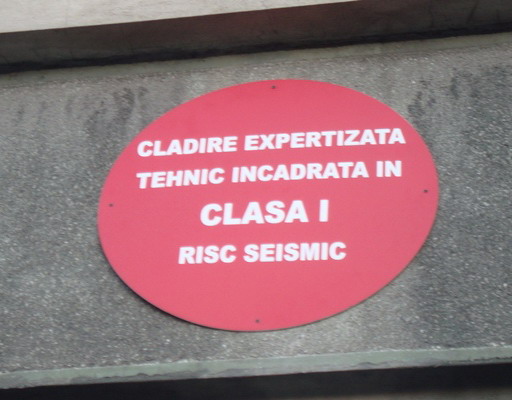 CLADIRE EXPERTIZATA
TEHNIC INCADRATA IN
CLASA I
RISC SEISMIC